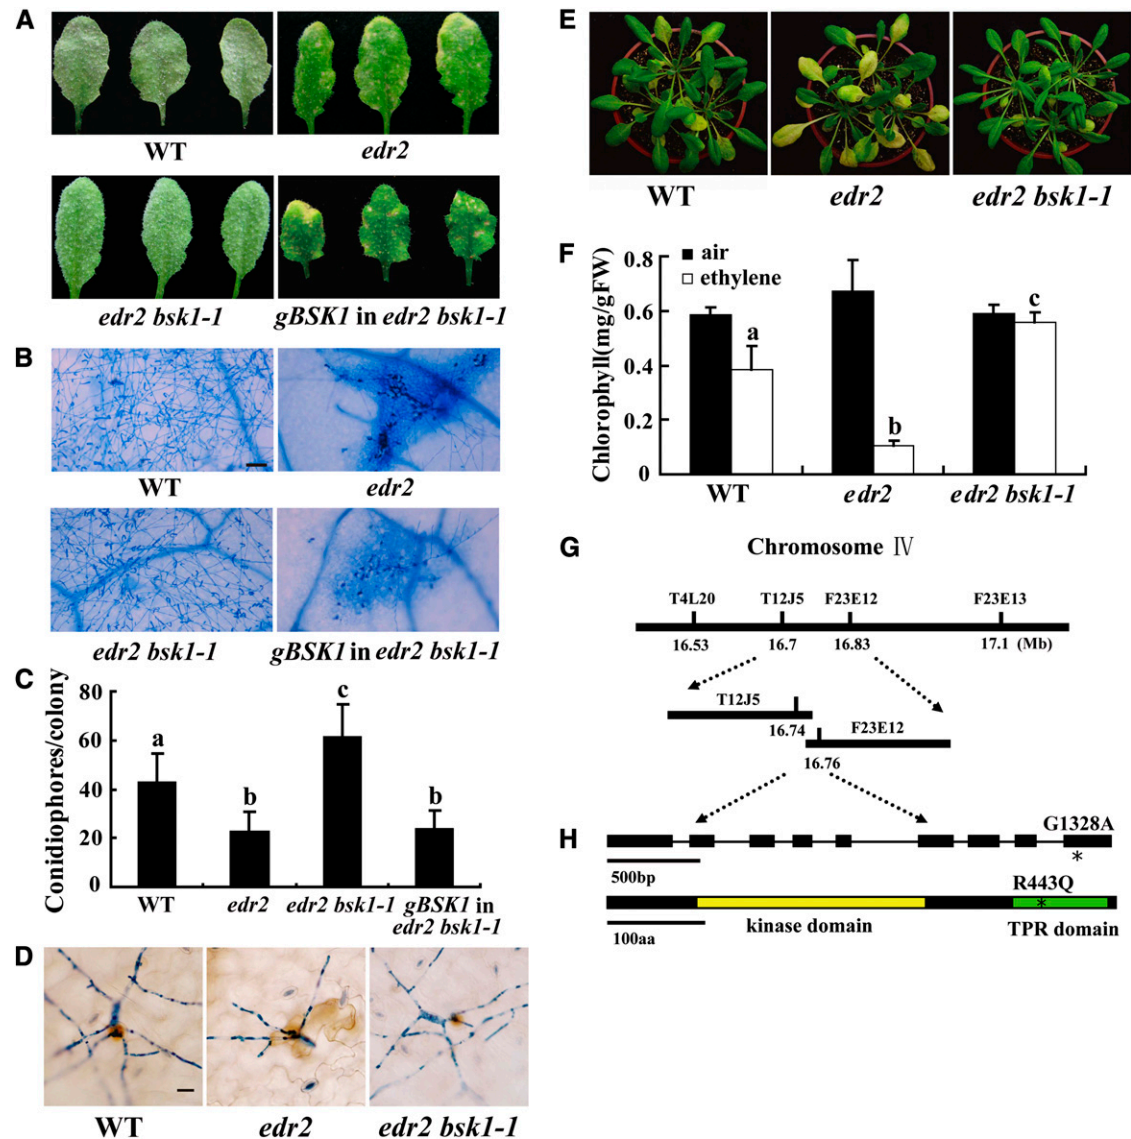 A
WT
edr2
edr2 bsk1-1
gBSK1 in edr2 bsk1-1
B
WT
edr2
edr2 bsk1-1
gBSK1 in edr2 bsk1-1
C
Conidiophores/colony
80
60
40
20
0
a
b
c
b
WT
edr2
edr2 bsk1-1
gBSK1 in
edr2 bsk1-1
D
WT
edr2
edr2 bsk1-1
E
WT
edr2
edr2 bsk1-1
F
Chlorophyll(mg/gFW)
0.8
0.6
0.4
0.2
0
air
ethylene
a
b
c
WT
edr2
edr2 bsk1-1
G
Chromosome IV
T4L20 T12J5 F23E12 F23E13
16.53 16.7 16.83 17.1 (Mb)
T12J5
16.74
F23E12
16.76
H
G1328A
*
500bp
R443Q
*
100aa
kinase domain
TPR domain